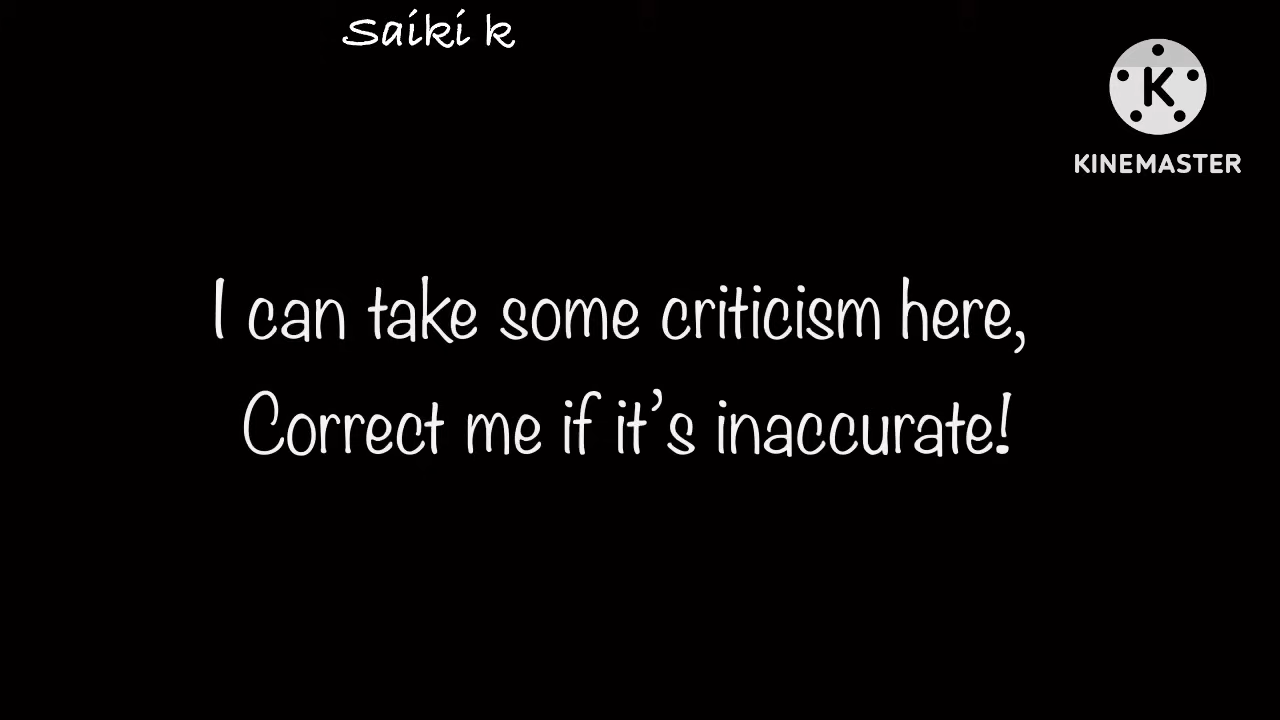 Saiki k
K
KINEMASTER
I can take some criticism here,
Correct me if it's inaccurate!